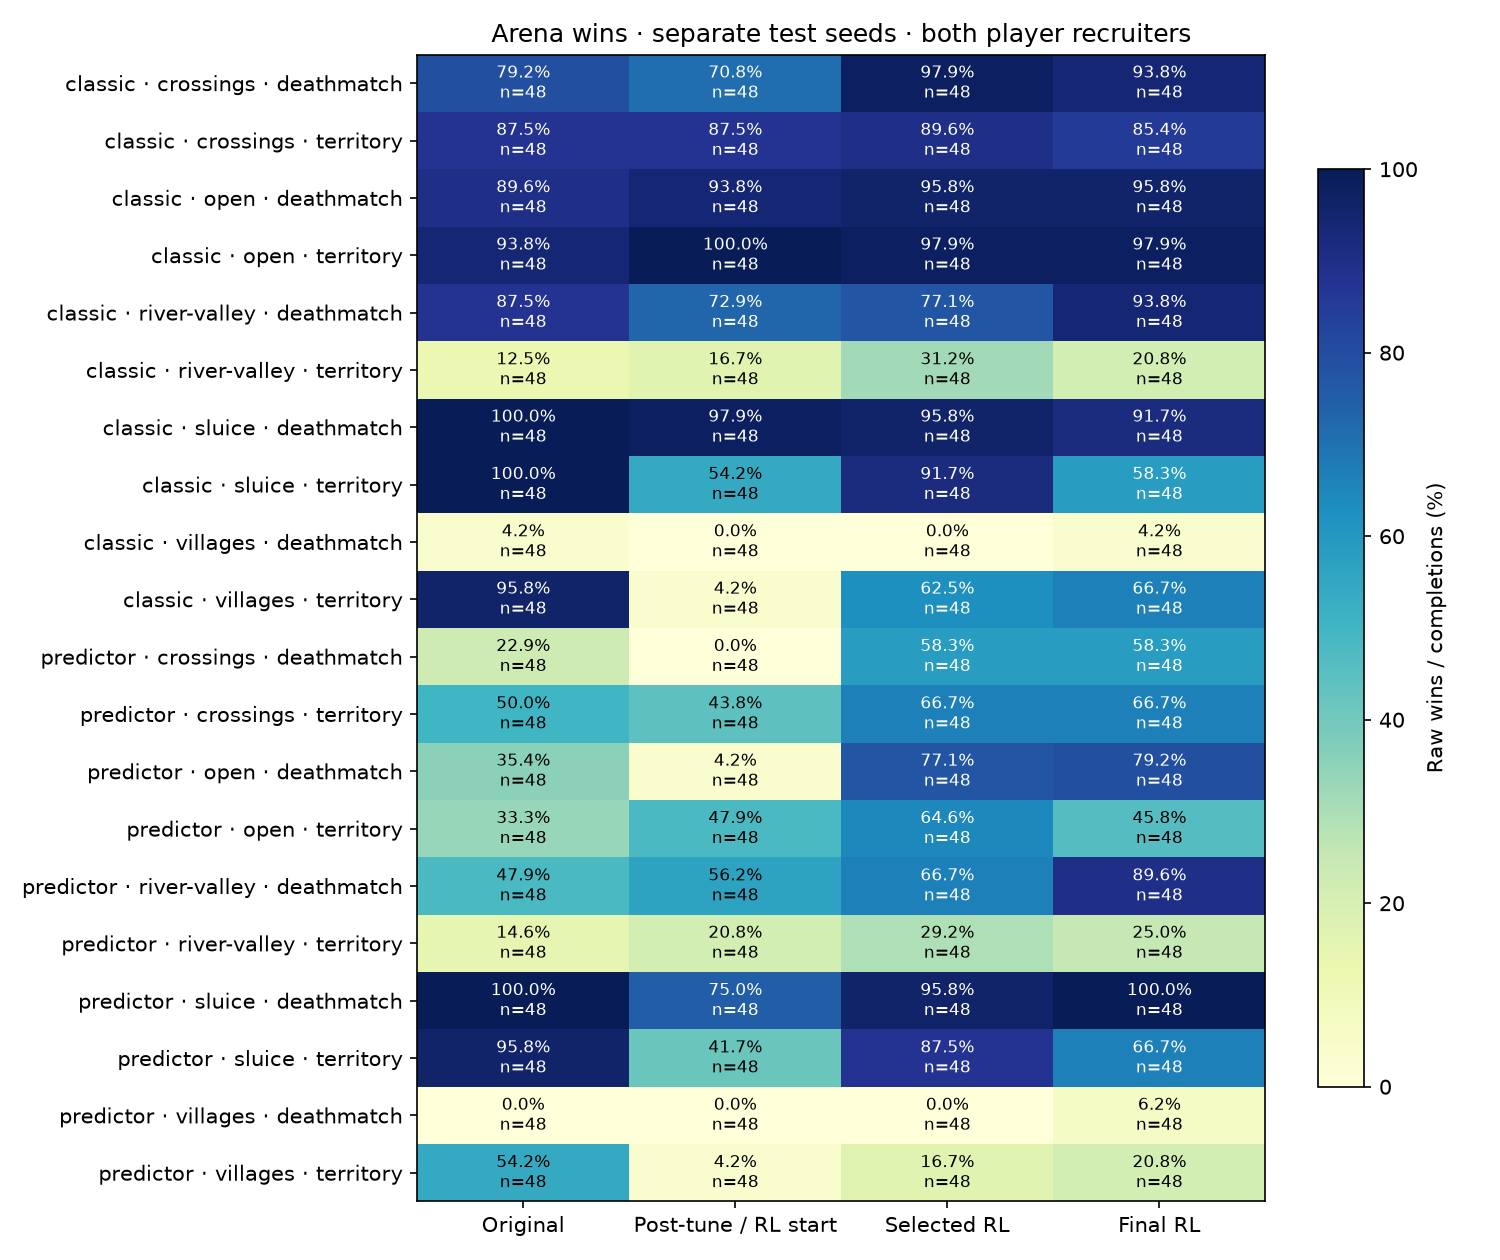 Arena wins · separate test seeds · both player recruiters
classic · crossings · deathmatch
79.2% 70.8% 97.9% 93.8%
n=48 n=48 n=48 n=48
classic · crossings · territory
87.5% 87.5% 89.6% 85.4%
n=48 n=48 n=48 n=48
classic · open · deathmatch
89.6% 93.8% 95.8% 95.8%
n=48 n=48 n=48 n=48
classic · open · territory
93.8% 100.0% 97.9% 97.9%
n=48 n=48 n=48 n=48
classic · river-valley · deathmatch
87.5% 72.9% 77.1% 93.8%
n=48 n=48 n=48 n=48
classic · river-valley · territory
12.5% 16.7% 31.2% 20.8%
n=48 n=48 n=48 n=48
classic · sluice · deathmatch
100.0% 97.9% 95.8% 91.7%
n=48 n=48 n=48 n=48
classic · sluice · territory
100.0% 54.2% 91.7% 58.3%
n=48 n=48 n=48 n=48
classic · villages · deathmatch
4.2% 0.0% 0.0% 4.2%
n=48 n=48 n=48 n=48
classic · villages · territory
95.8% 4.2% 62.5% 66.7%
n=48 n=48 n=48 n=48
predictor · crossings · deathmatch
22.9% 0.0% 58.3% 58.3%
n=48 n=48 n=48 n=48
predictor · crossings · territory
50.0% 43.8% 66.7% 66.7%
n=48 n=48 n=48 n=48
predictor · open · deathmatch
35.4% 4.2% 77.1% 79.2%
n=48 n=48 n=48 n=48
predictor · open · territory
33.3% 47.9% 64.6% 45.8%
n=48 n=48 n=48 n=48
predictor · river-valley · deathmatch
47.9% 56.2% 66.7% 89.6%
n=48 n=48 n=48 n=48
predictor · river-valley · territory
14.6% 20.8% 29.2% 25.0%
n=48 n=48 n=48 n=48
predictor · sluice · deathmatch
100.0% 75.0% 95.8% 100.0%
n=48 n=48 n=48 n=48
predictor · sluice · territory
95.8% 41.7% 87.5% 66.7%
n=48 n=48 n=48 n=48
predictor · villages · deathmatch
0.0% 0.0% 0.0% 6.2%
n=48 n=48 n=48 n=48
predictor · villages · territory
54.2% 4.2% 16.7% 20.8%
n=48 n=48 n=48 n=48
Original Post-tune / RL start Selected RL Final RL
100
80
60
40
20
0
Raw wins / completions (%)